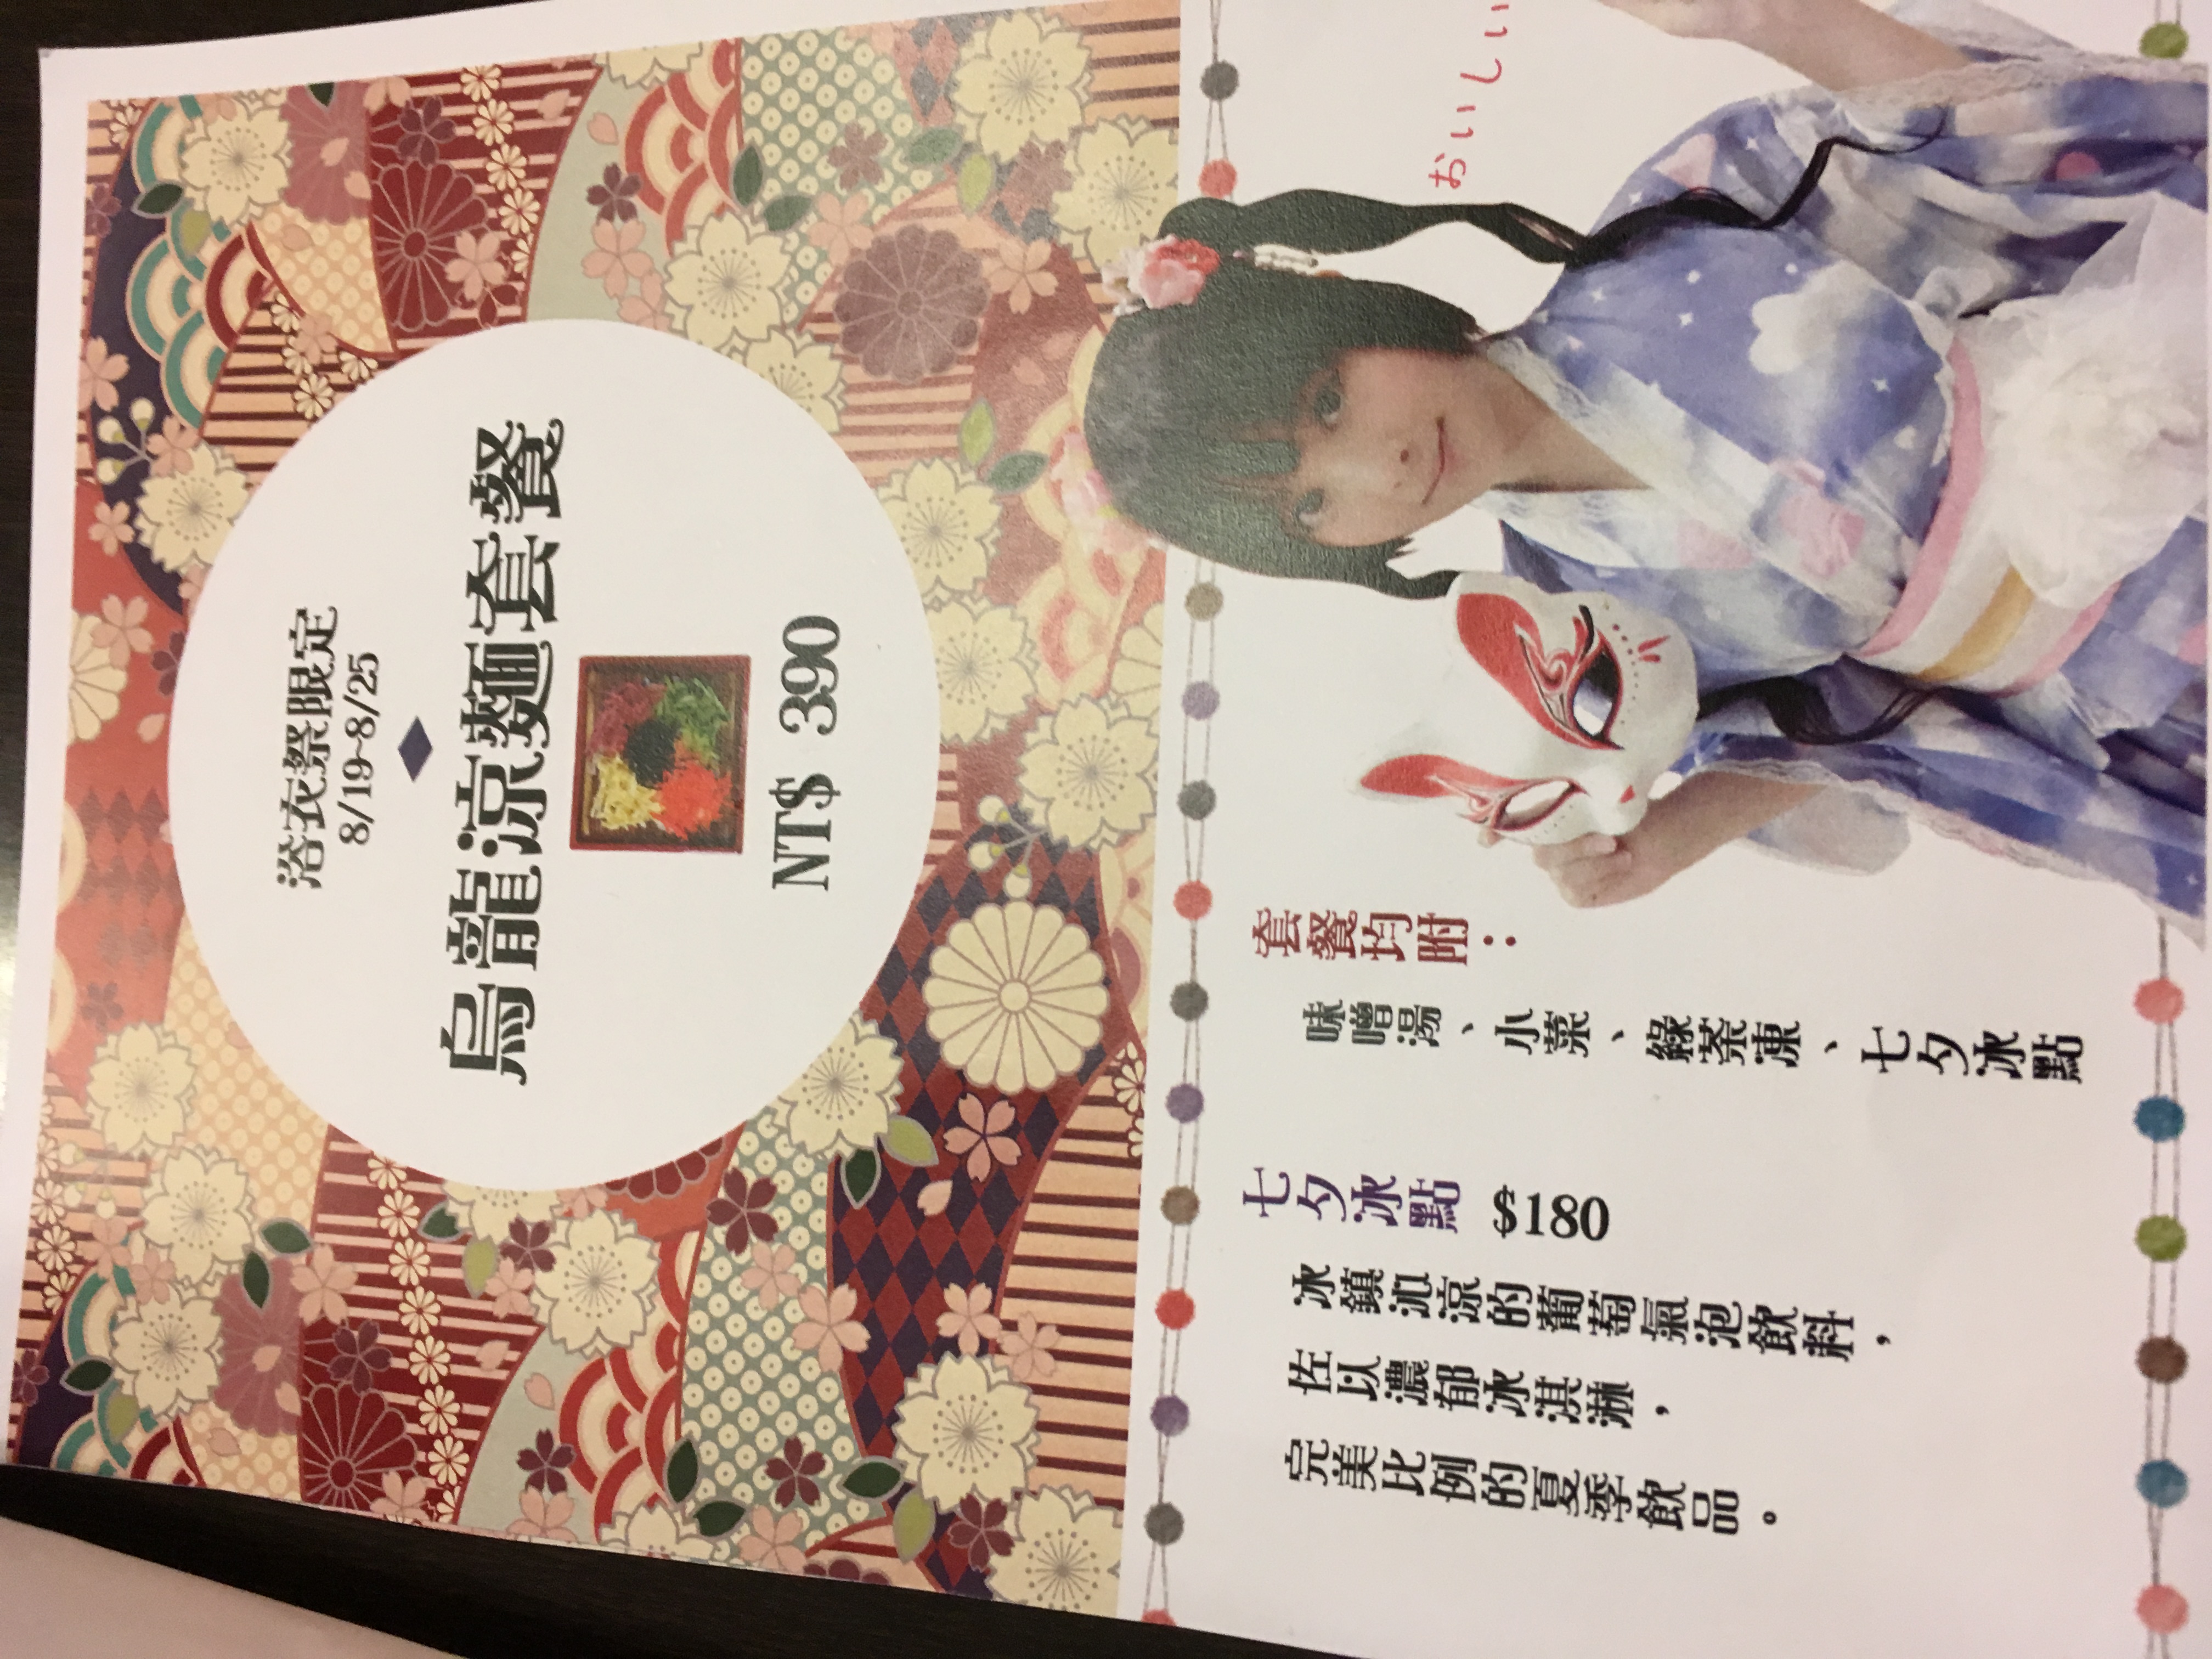 浴衣祭限定
8/19~8/25
烏龍涼麵套餐
NT$ 390
套餐均附：
味噌湯、小菜、綠茶凍、七夕冰點
七夕冰點 $180
冰鎮沁涼的葡萄氣泡飲料，
佐以濃郁冰淇淋，
完美比例的夏季飲品。
おいしい